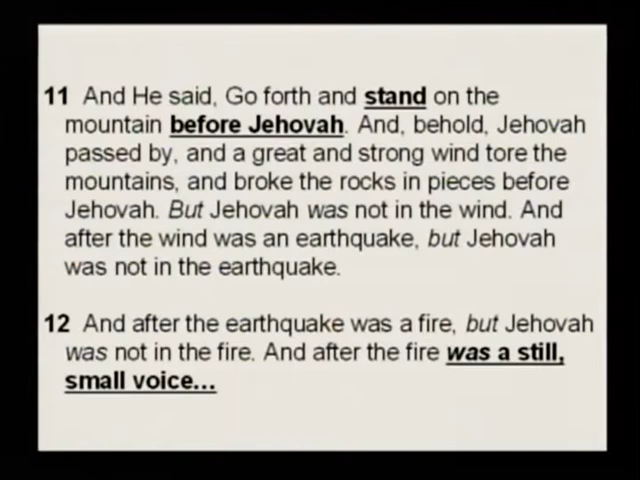 11 And He said, Go forth and stand on the
mountain before Jehovah. And, behold, Jehovah
passed by, and a great and strong wind tore the
mountains, and broke the rocks in pieces before
Jehovah. But Jehovah was not in the wind. And
after the wind was an earthquake, but Jehovah
was not in the earthquake.
12 And after the earthquake was a fire, but Jehovah
was not in the fire. And after the fire was a still,
small voice...